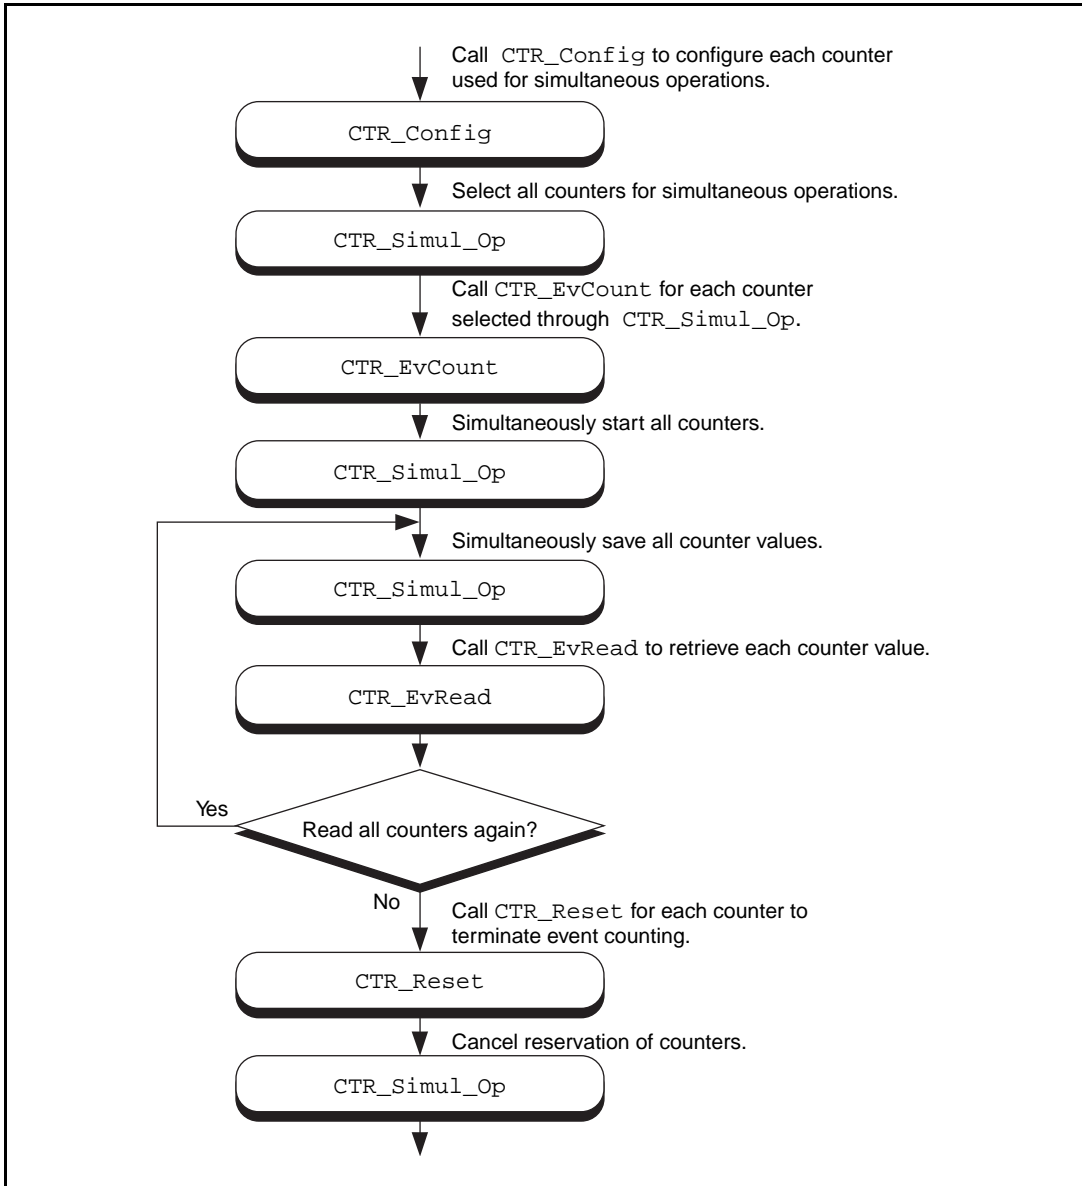 Call CTR_Config to configure each counter
used for simultaneous operations.
CTR_Config
Select all counters for simultaneous operations.
CTR_Simul_Op
Call CTR_EvCount for each counter
selected through CTR_Simul_Op.
CTR_EvCount
Simultaneously start all counters.
CTR_Simul_Op
Simultaneously save all counter values.
CTR_Simul_Op
Call CTR_EvRead to retrieve each counter value.
CTR_EvRead
Yes
Read all counters again?
No
Call CTR_Reset for each counter to
terminate event counting.
CTR_Reset
Cancel reservation of counters.
CTR_Simul_Op